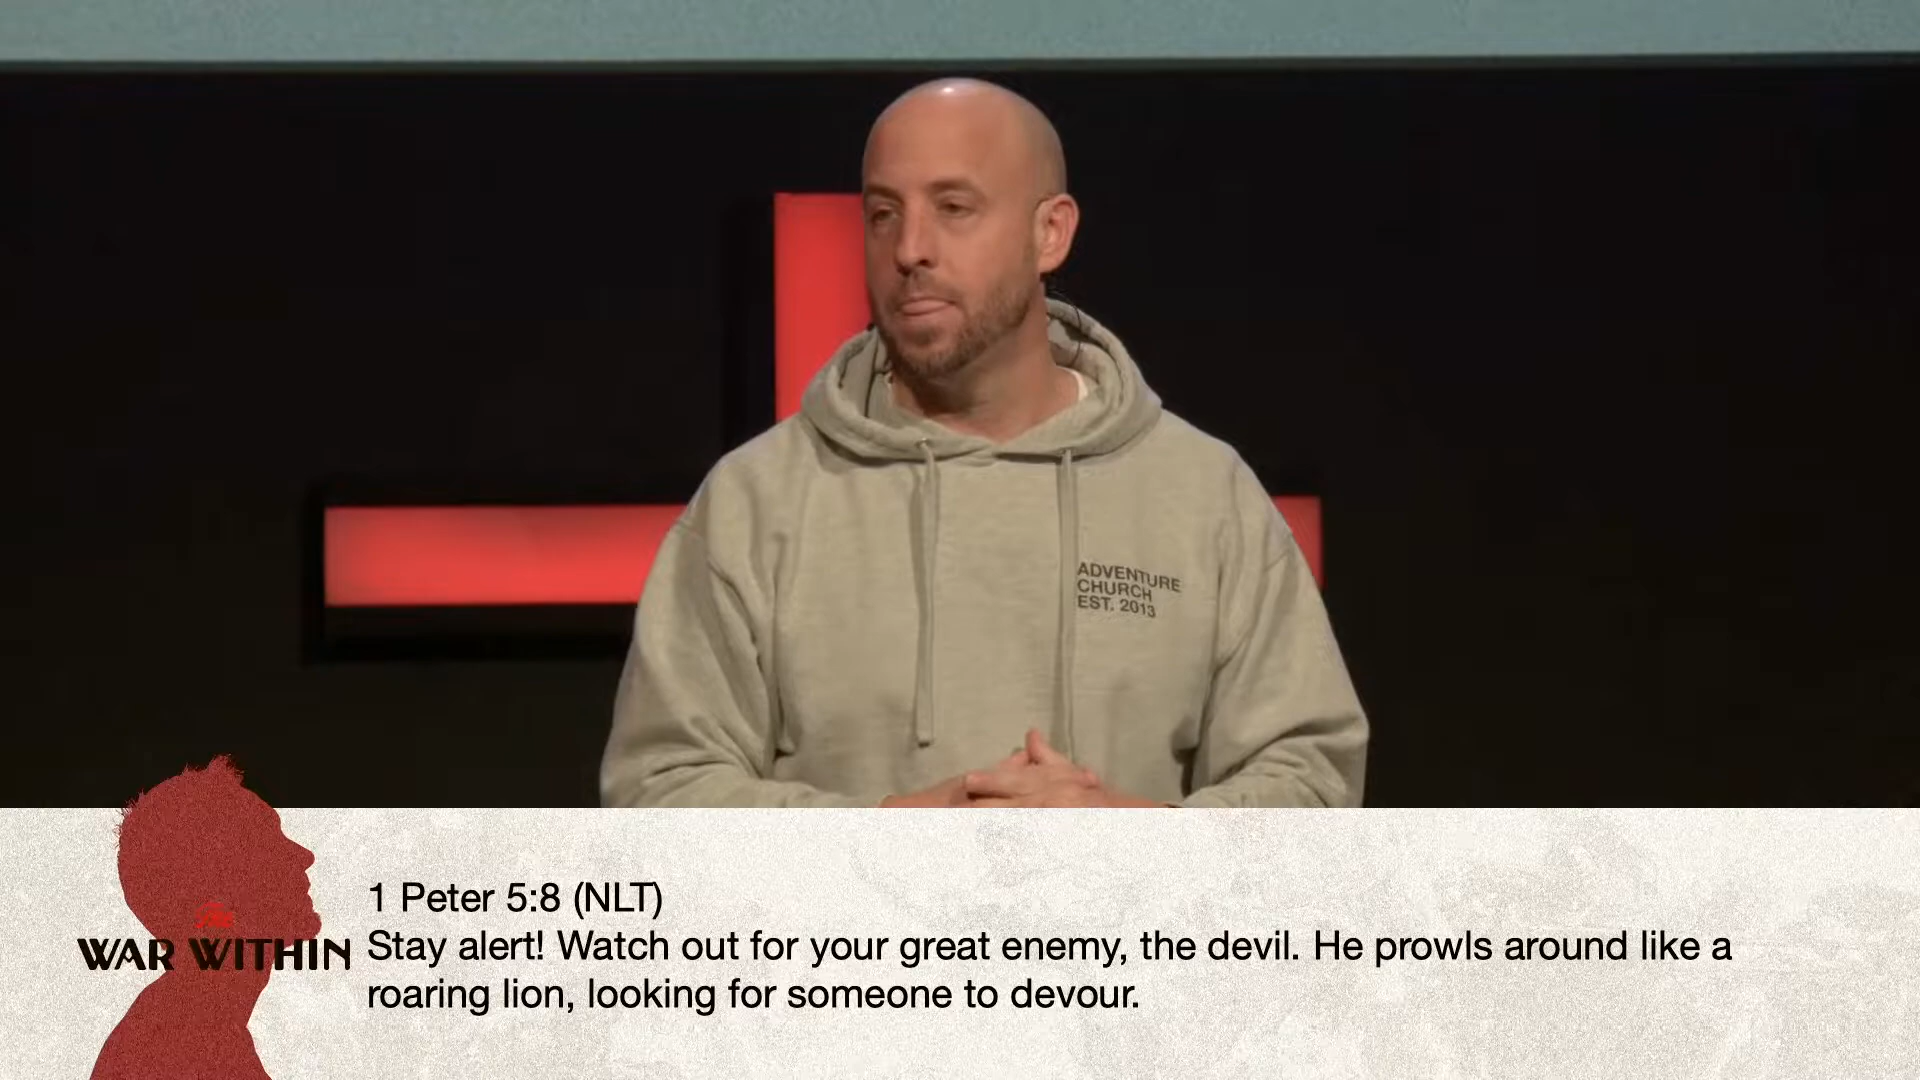 ADVENTURE
CHURCH
EST. 2013
The
WAR WITHIN
1 Peter 5:8 (NLT)
Stay alert! Watch out for your great enemy, the devil. He prowls around like a
roaring lion, looking for someone to devour.